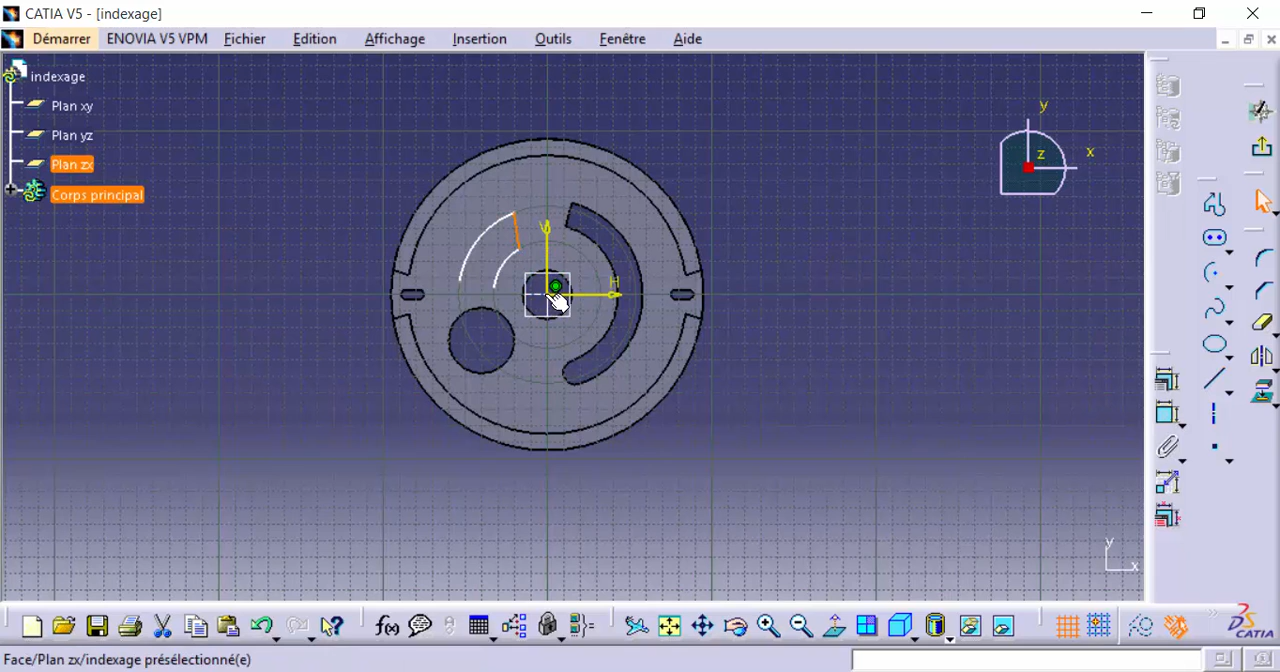 CATIA V5 - [indexage]
Démarrer ENOVIA V5 VPM Fichier Edition Affichage Insertion Outils Fenêtre Aide
indexage
Plan xy
Plan yz
Plan zx
Corps principal
y
z x
V
H
y
x
f(x)
CATIA
Face/Plan zx/indexage présélectionné(e)